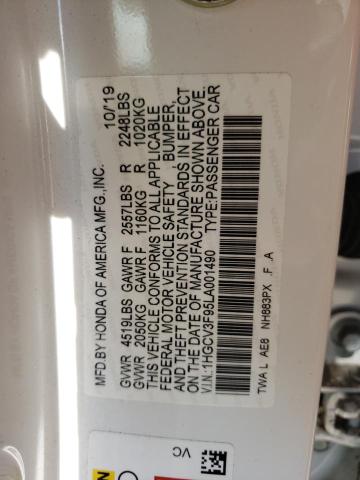 MFD.BY HONDA OF AMERICA MFG.,INC. 10/19
GVWR 4519LBS GAWR F 2557LBS R 2248LBS
GVWR 2050KG GAWR F 1160KG R 1020KG
THIS VEHICLE CONFORMS TO ALL APPLICABLE
FEDERAL MOTOR VEHICLE SAFETY , BUMPER,
AND THEFT PREVENTION STANDARDS IN EFFECT
ON THE DATE OF MANUFACTURE SHOWN ABOVE.
V.I.N.:1HGCV3F95LA001490 TYPE:PASSENGER CAR
TWA L AE8 NH883PX .F .A
VC